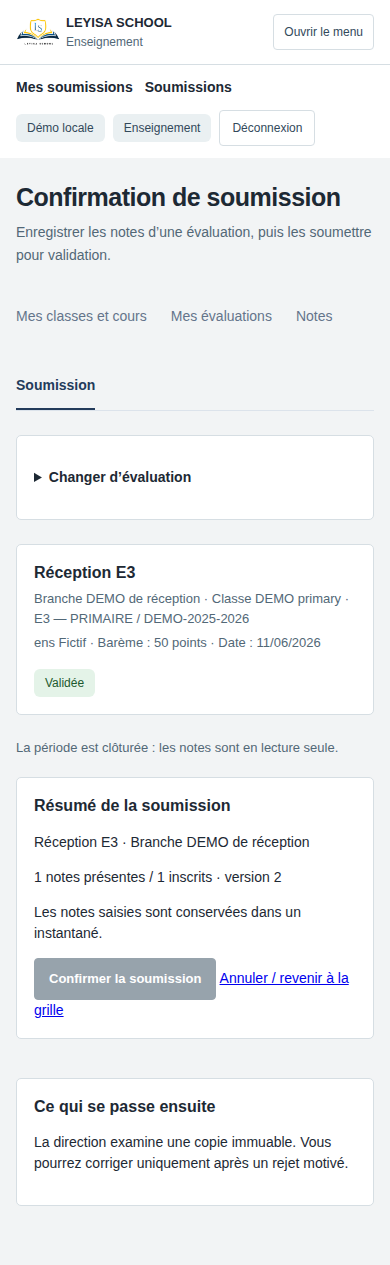 LEYISA SCHOOL
Enseignement
Ouvrir le menu
Mes soumissions Soumissions
Démo locale Enseignement Déconnexion
Confirmation de soumission
Enregistrer les notes d’une évaluation, puis les soumettre
pour validation.
Mes classes et cours Mes évaluations Notes
Soumission
Changer d’évaluation
Réception E3
Branche DEMO de réception · Classe DEMO primary ·
E3 — PRIMAIRE / DEMO-2025-2026
ens Fictif · Barème : 50 points · Date : 11/06/2026
Validée
La période est clôturée : les notes sont en lecture seule.
Résumé de la soumission
Réception E3 · Branche DEMO de réception
1 notes présentes / 1 inscrits · version 2
Les notes saisies sont conservées dans un
instantané.
Confirmer la soumission Annuler / revenir à la
grille
Ce qui se passe ensuite
La direction examine une copie immuable. Vous
pourrez corriger uniquement après un rejet motivé.